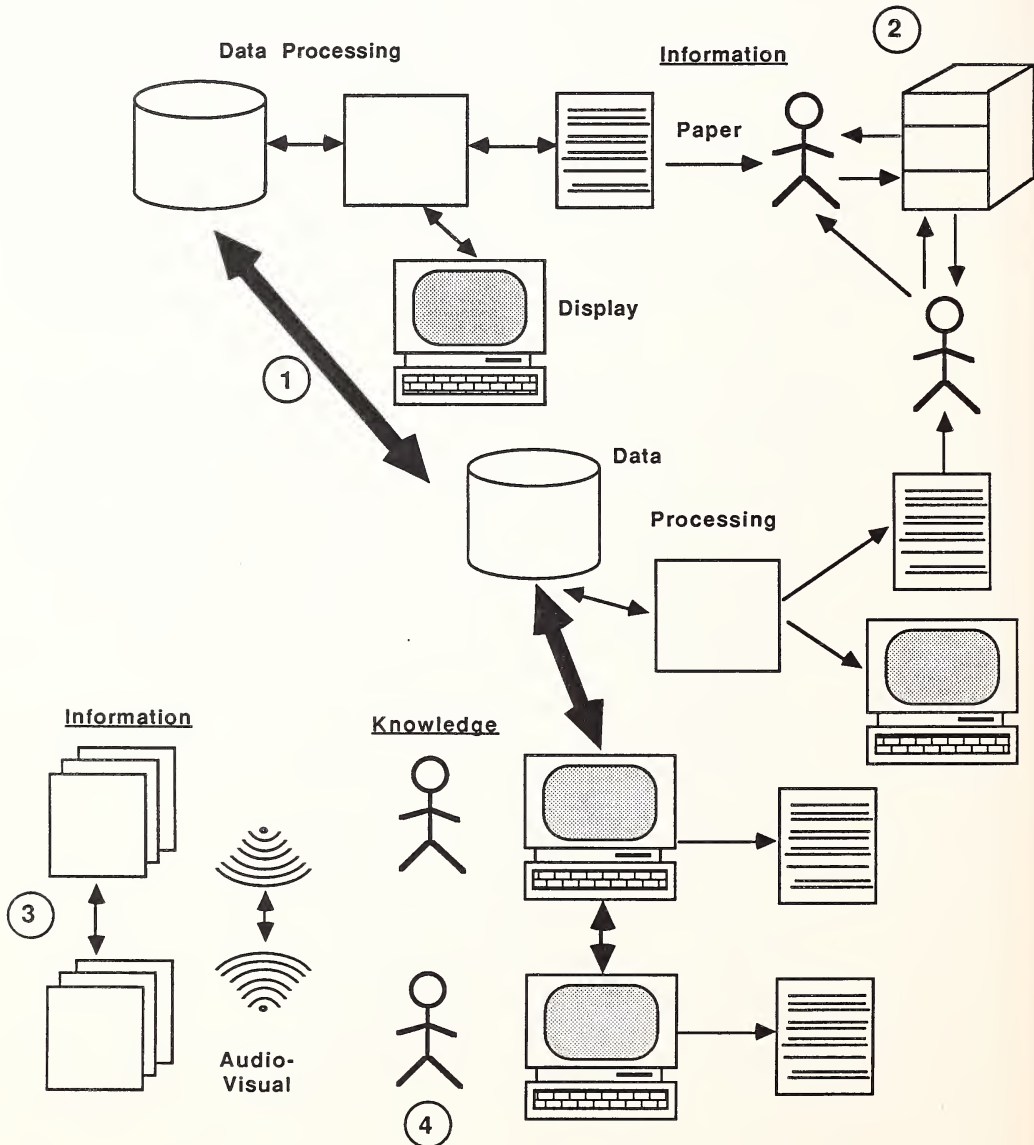 2
Data Processing
Information
Paper
Display
1
Data
Processing
Information
Knowledge
3
Audio-
Visual
4